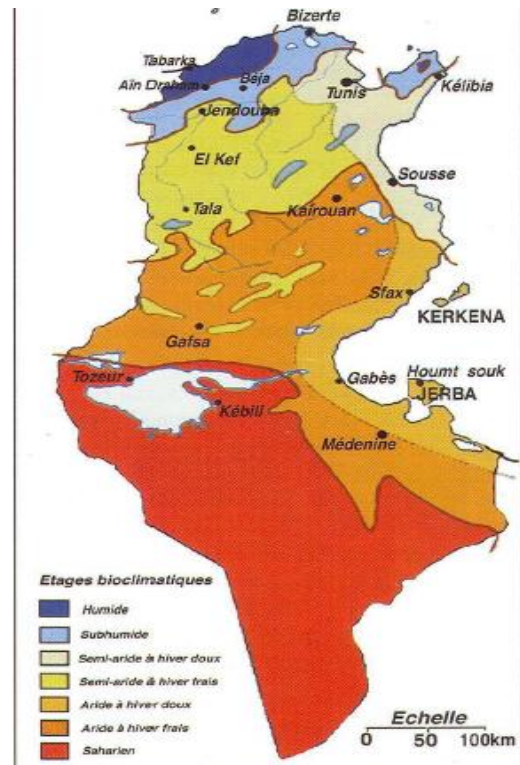 Bizerte
Tabarka
Aïn Draham
Béja
Tunis
Kélibia
Jendouba
El Kef
Sousse
Tala
Kaïrouan
Sfax
KERKENA
Gafsa
Gabès
Houmt souk
JERBA
Tozeur
Kébili
Médenine
Etages bioclimatiques
Humide
Subhumide
Semi-aride à hiver doux
Semi-aride à hiver frais
Aride à hiver doux
Aride à hiver frais
Saharien
Echelle
0 50 100km